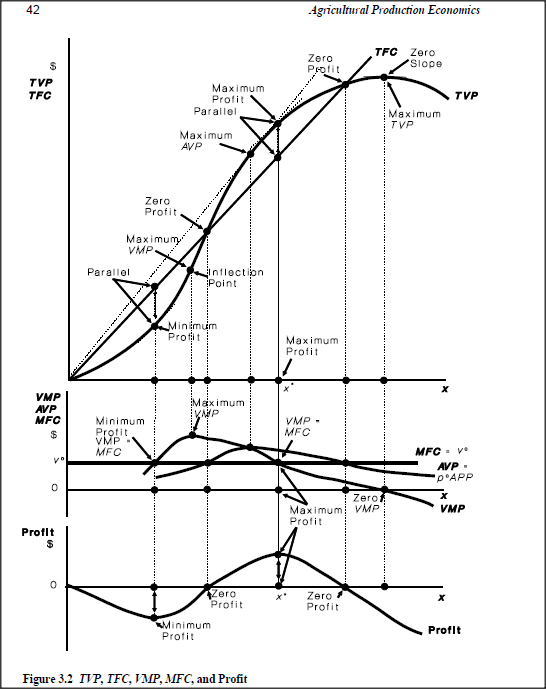 42
Agricultural Production Economics
$
TVP
TFC
Zero
Profit
TFC
Zero
Slope
Maximum
Profit
Parallel
TVP
Maximum
TVP
Maximum
AVP
Zero
Profit
Maximum
VMP
Parallel
Inflection
Point
Minimum
Profit
Maximum
Profit
x*
x
VMP
AVP
MFC
$
Minimum
Profit
VMP =
MFC
Maximum
VMP
VMP =
MFC
MFC = v°
v°
AVP =
p°APP
0
Zero
VMP
x
VMP
Maximum
Profit
Profit
$
0
Zero
Profit
x*
Zero
Profit
x
Minimum
Profit
Profit
Figure 3.2 TVP, TFC, VMP, MFC, and Profit